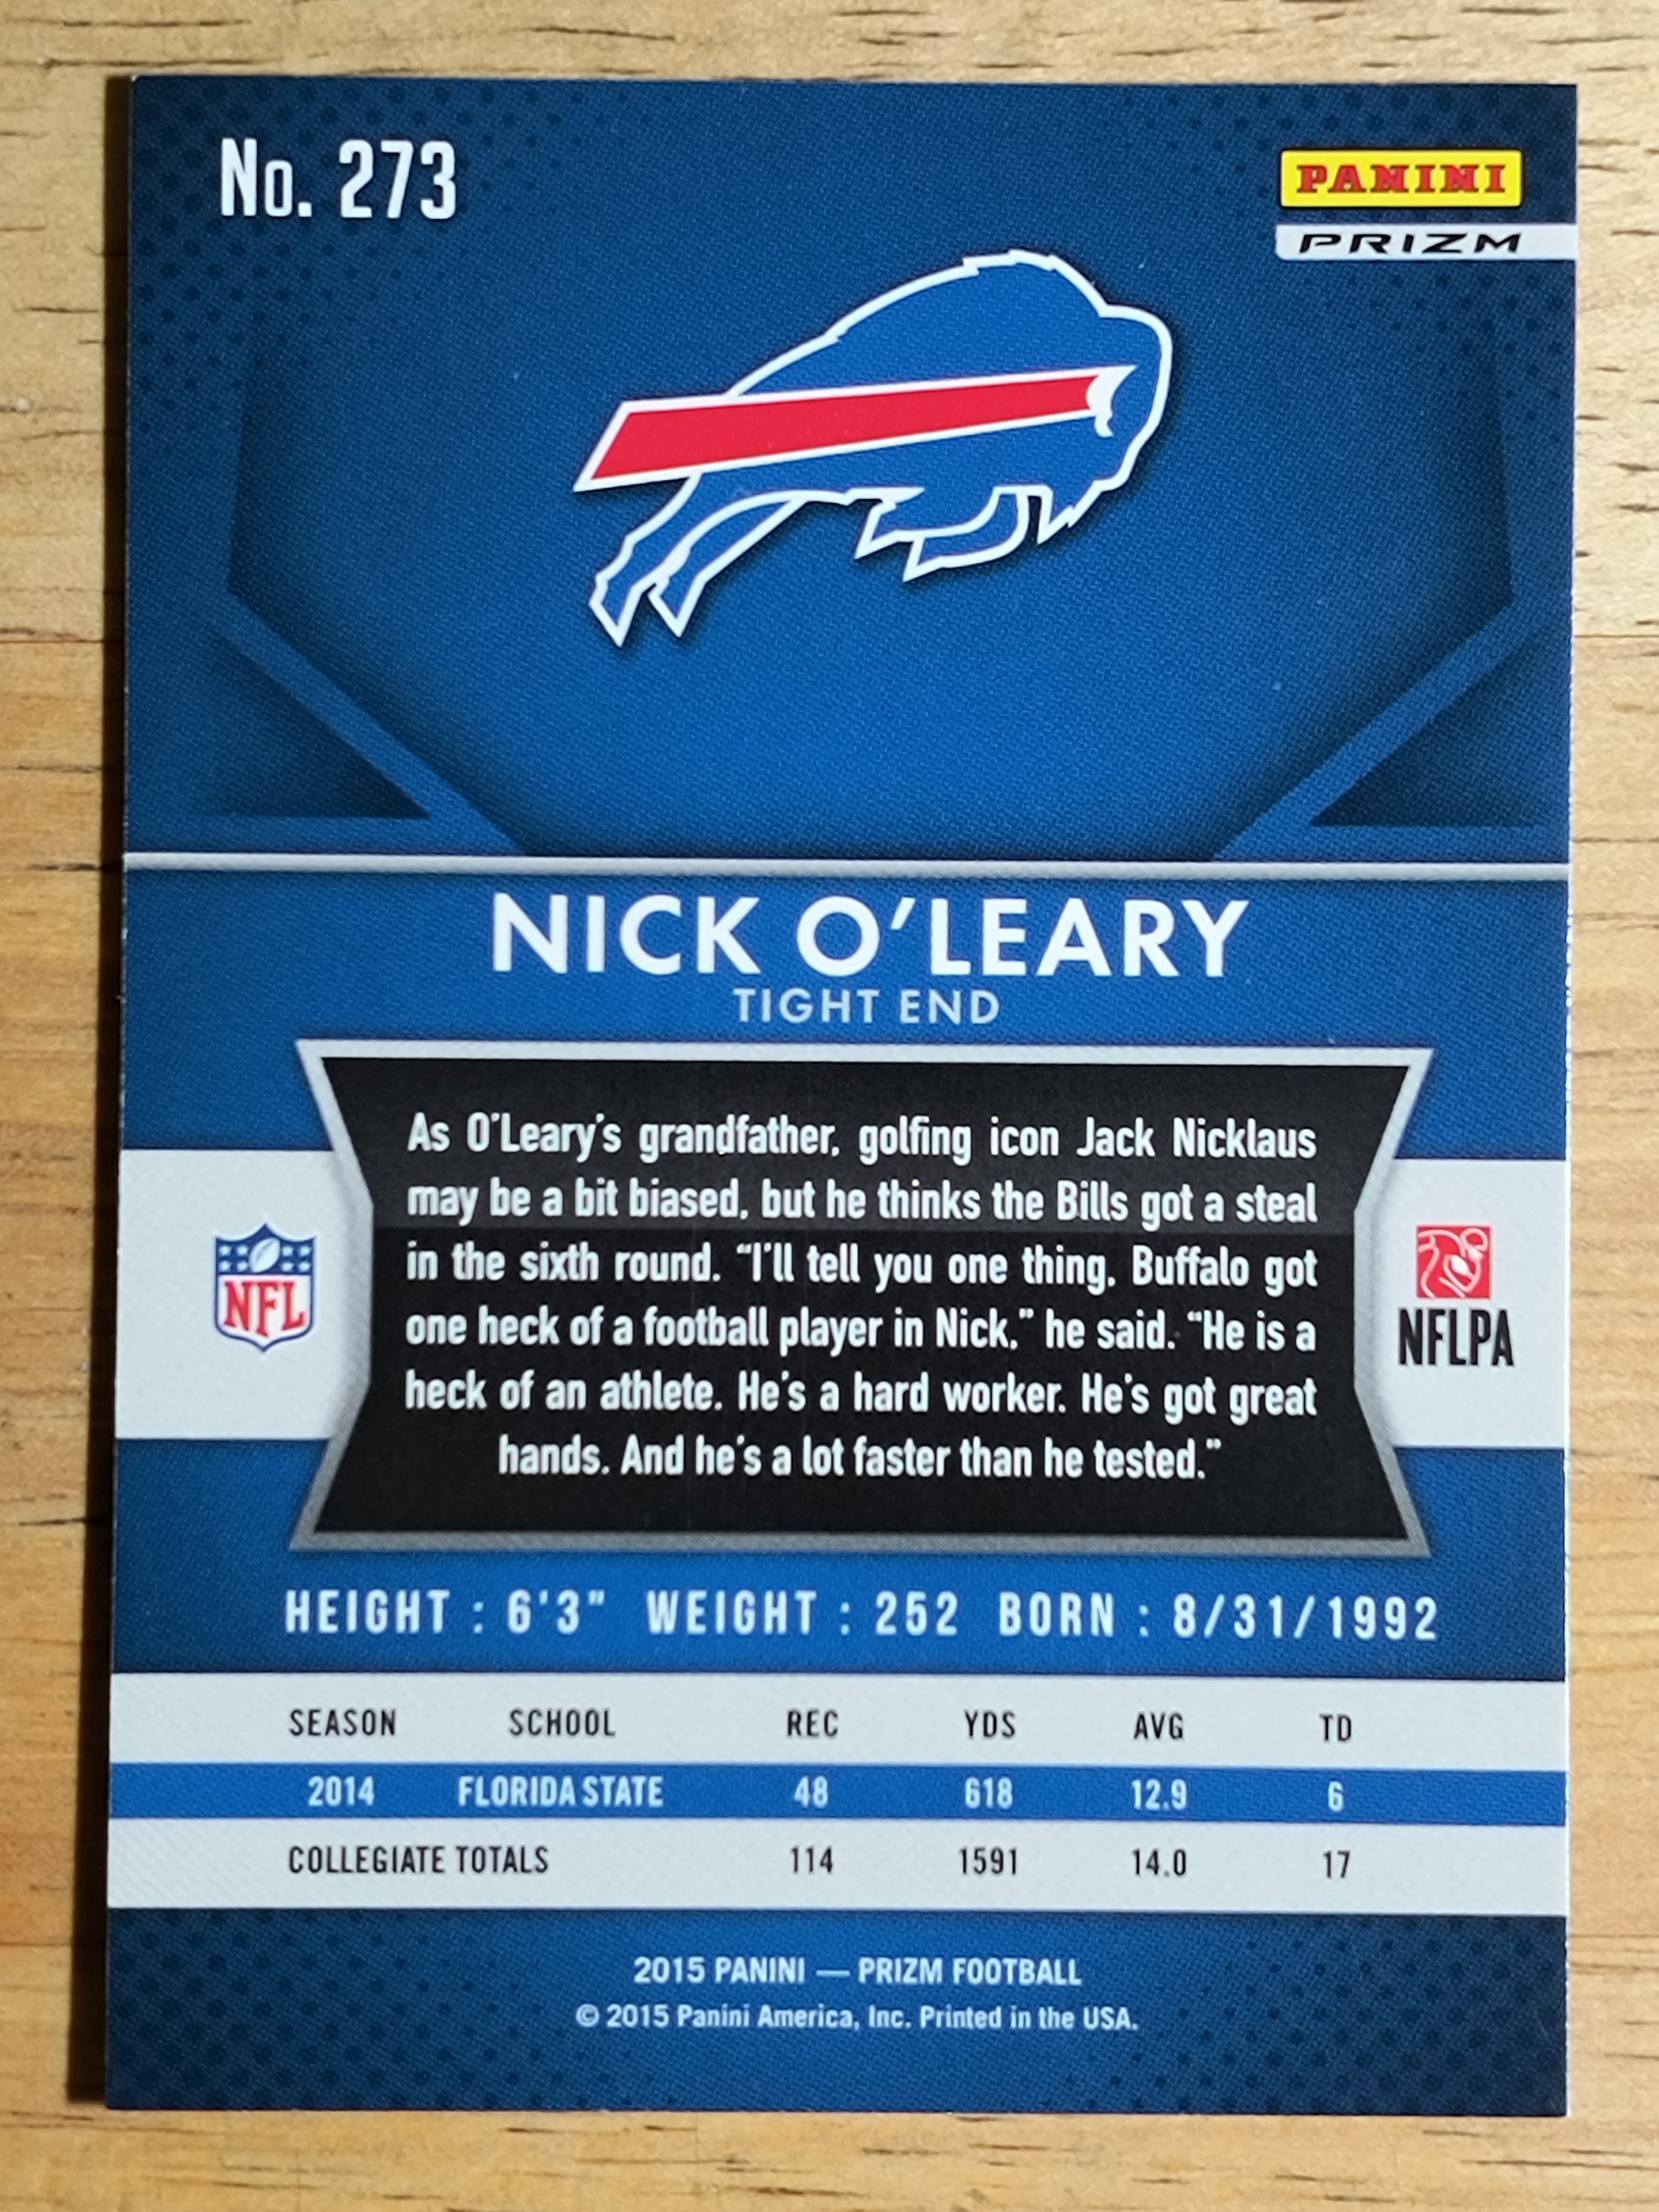 No. 273
PANINI
PRIZM
NICK O'LEARY
TIGHT END
As O'Leary's grandfather, golfing icon Jack Nicklaus
may be a bit biased, but he thinks the Bills got a steal
in the sixth round. “I'll tell you one thing, Buffalo got
one heck of a football player in Nick,” he said. “He is a
heck of an athlete. He's a hard worker. He's got great
hands. And he's a lot faster than he tested.”
NFL
NFLPA
HEIGHT : 6'3" WEIGHT : 252 BORN : 8/31/1992
SEASON SCHOOL REC YDS AVG TD
2014 FLORIDA STATE 48 618 12.9 6
COLLEGIATE TOTALS 114 1591 14.0 17
2015 PANINI — PRIZM FOOTBALL
© 2015 Panini America, Inc. Printed in the USA.